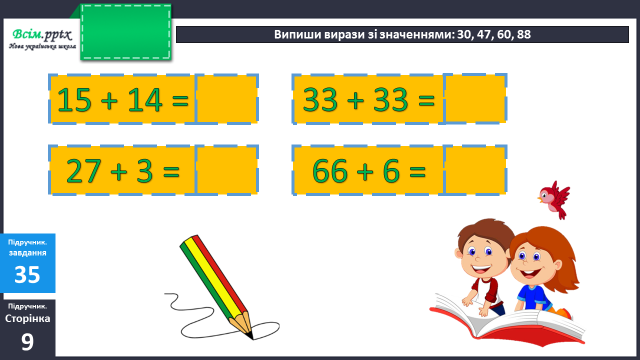 Всім.pptx
Нова українська школа
Випиши вирази зі значеннями: 30, 47, 60, 88
15 + 14 =
33 + 33 =
27 + 3 =
66 + 6 =
Підручник.
завдання
35
Підручник.
Сторінка
9